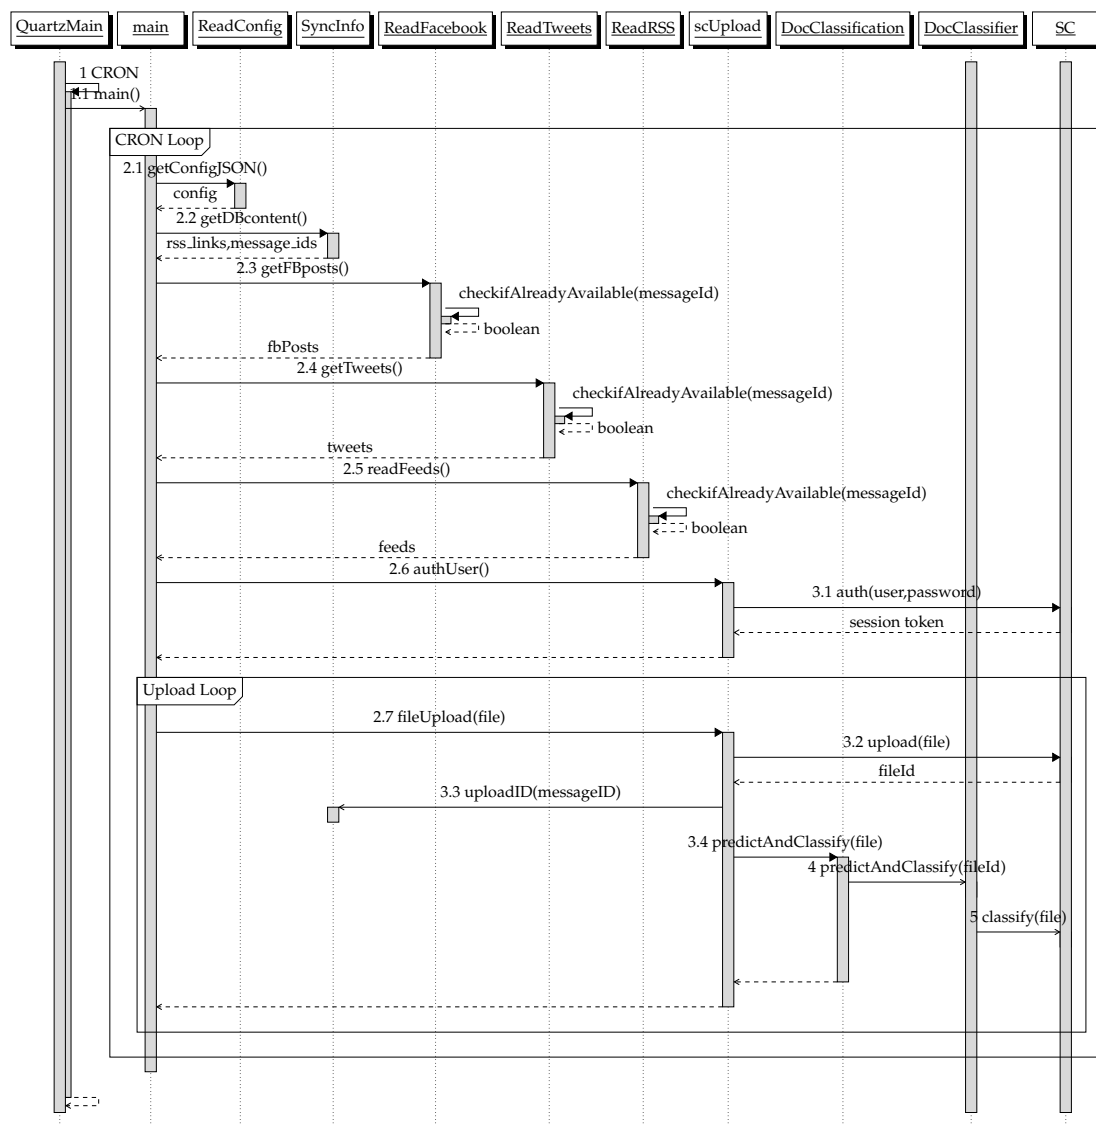 QuartzMain main ReadConfig SyncInfo ReadFacebook ReadTweets ReadRSS scUpload DocClassification DocClassifier SC
1 CRON
1.1 main()
CRON Loop
2.1 getConfigJSON()
config
2.2 getDBcontent()
rss_links,message_ids
2.3 getFBposts()
checkifAlreadyAvailable(messageId)
boolean
fbPosts
2.4 getTweets()
checkifAlreadyAvailable(messageId)
boolean
tweets
2.5 readFeeds()
checkifAlreadyAvailable(messageId)
boolean
feeds
2.6 authUser()
3.1 auth(user,password)
session token
Upload Loop
2.7 fileUpload(file)
3.2 upload(file)
fileId
3.3 uploadID(messageID)
3.4 predictAndClassify(file)
4 predictAndClassify(fileId)
5 classify(file)